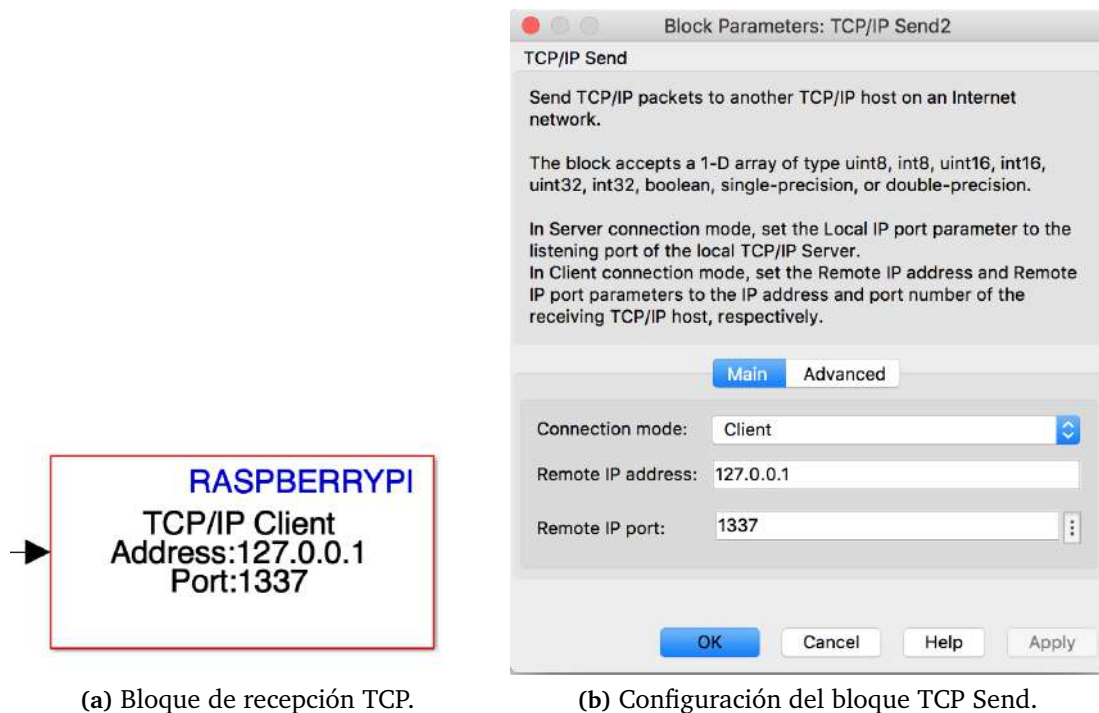 RASPBERRYPI
TCP/IP Client
Address:127.0.0.1
Port:1337
(a) Bloque de recepción TCP.
Block Parameters: TCP/IP Send2
TCP/IP Send
Send TCP/IP packets to another TCP/IP host on an Internet
network.
The block accepts a 1-D array of type uint8, int8, uint16, int16,
uint32, int32, boolean, single-precision, or double-precision.
In Server connection mode, set the Local IP port parameter to the
listening port of the local TCP/IP Server.
In Client connection mode, set the Remote IP address and Remote
IP port parameters to the IP address and port number of the
receiving TCP/IP host, respectively.
Main Advanced
Connection mode: Client
Remote IP address: 127.0.0.1
Remote IP port: 1337
OK Cancel Help Apply
(b) Configuración del bloque TCP Send.